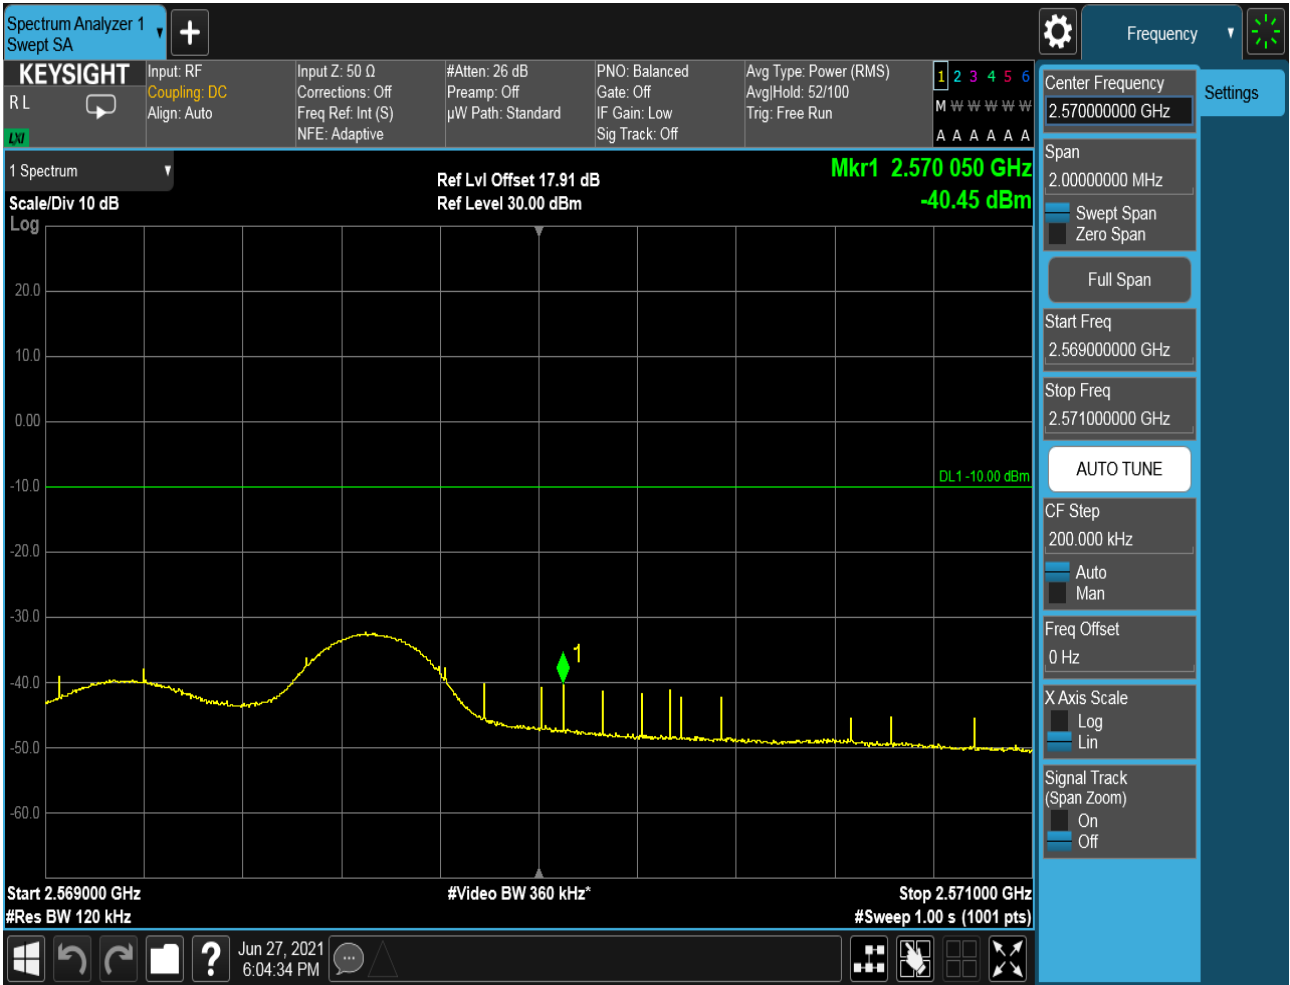 Spectrum Analyzer 1
Swept SA
Frequency
KEYSIGHT
R L
LXI
Input: RF
Coupling: DC
Align: Auto
Input Z: 50 Ω
Corrections: Off
Freq Ref: Int (S)
NFE: Adaptive
#Atten: 26 dB
Preamp: Off
µW Path: Standard
PNO: Balanced
Gate: Off
IF Gain: Low
Sig Track: Off
Avg Type: Power (RMS)
Avg|Hold: 52/100
Trig: Free Run
1 2 3 4 5 6
M W W W W W
A A A A A A
1 Spectrum
Scale/Div 10 dB
Log
Ref Lvl Offset 17.91 dB
Ref Level 30.00 dBm
Mkr1 2.570 050 GHz
-40.45 dBm
20.0
10.0
0.00
-10.0
-20.0
-30.0
-40.0
-50.0
-60.0
DL1 -10.00 dBm
1
Start 2.569000 GHz
#Res BW 120 kHz
#Video BW 360 kHz*
Stop 2.571000 GHz
#Sweep 1.00 s (1001 pts)
Center Frequency
2.570000000 GHz
Span
2.00000000 MHz
Swept Span
Zero Span
Full Span
Start Freq
2.569000000 GHz
Stop Freq
2.571000000 GHz
AUTO TUNE
CF Step
200.000 kHz
Auto
Man
Freq Offset
0 Hz
X Axis Scale
Log
Lin
Signal Track
(Span Zoom)
On
Off
Settings
?
Jun 27, 2021
6:04:34 PM